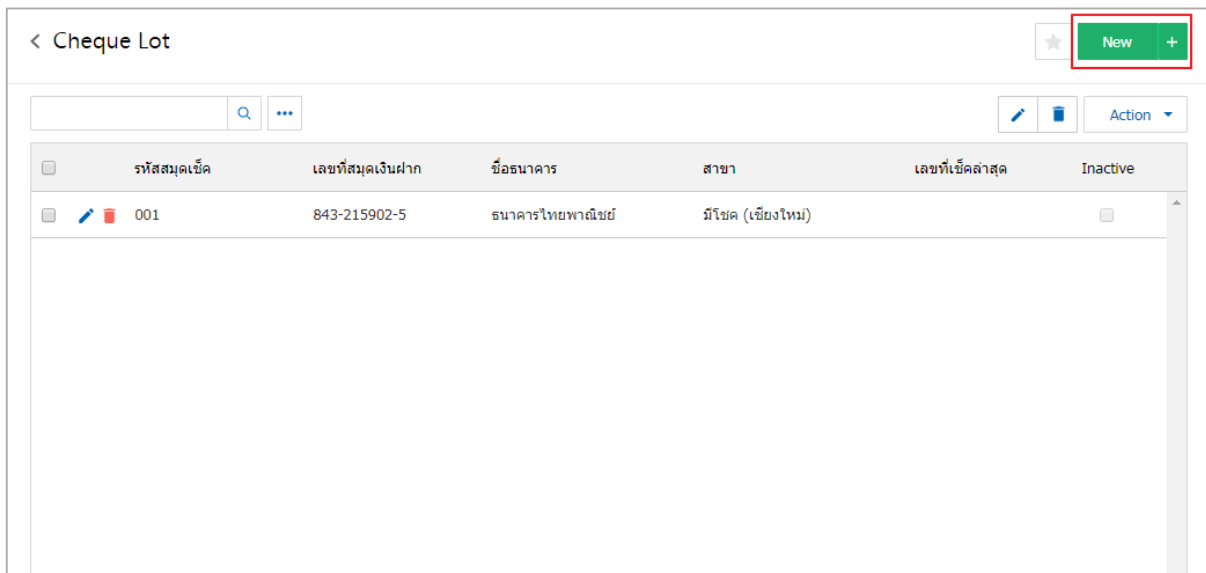 Cheque Lot
New +
Action
รหัสสมุดเช็ค เลขที่สมุดเงินฝาก ชื่อธนาคาร สาขา เลขที่เช็คล่าสุด Inactive
001 843-215902-5 ธนาคารไทยพาณิชย์ มีโชค (เชียงใหม่)